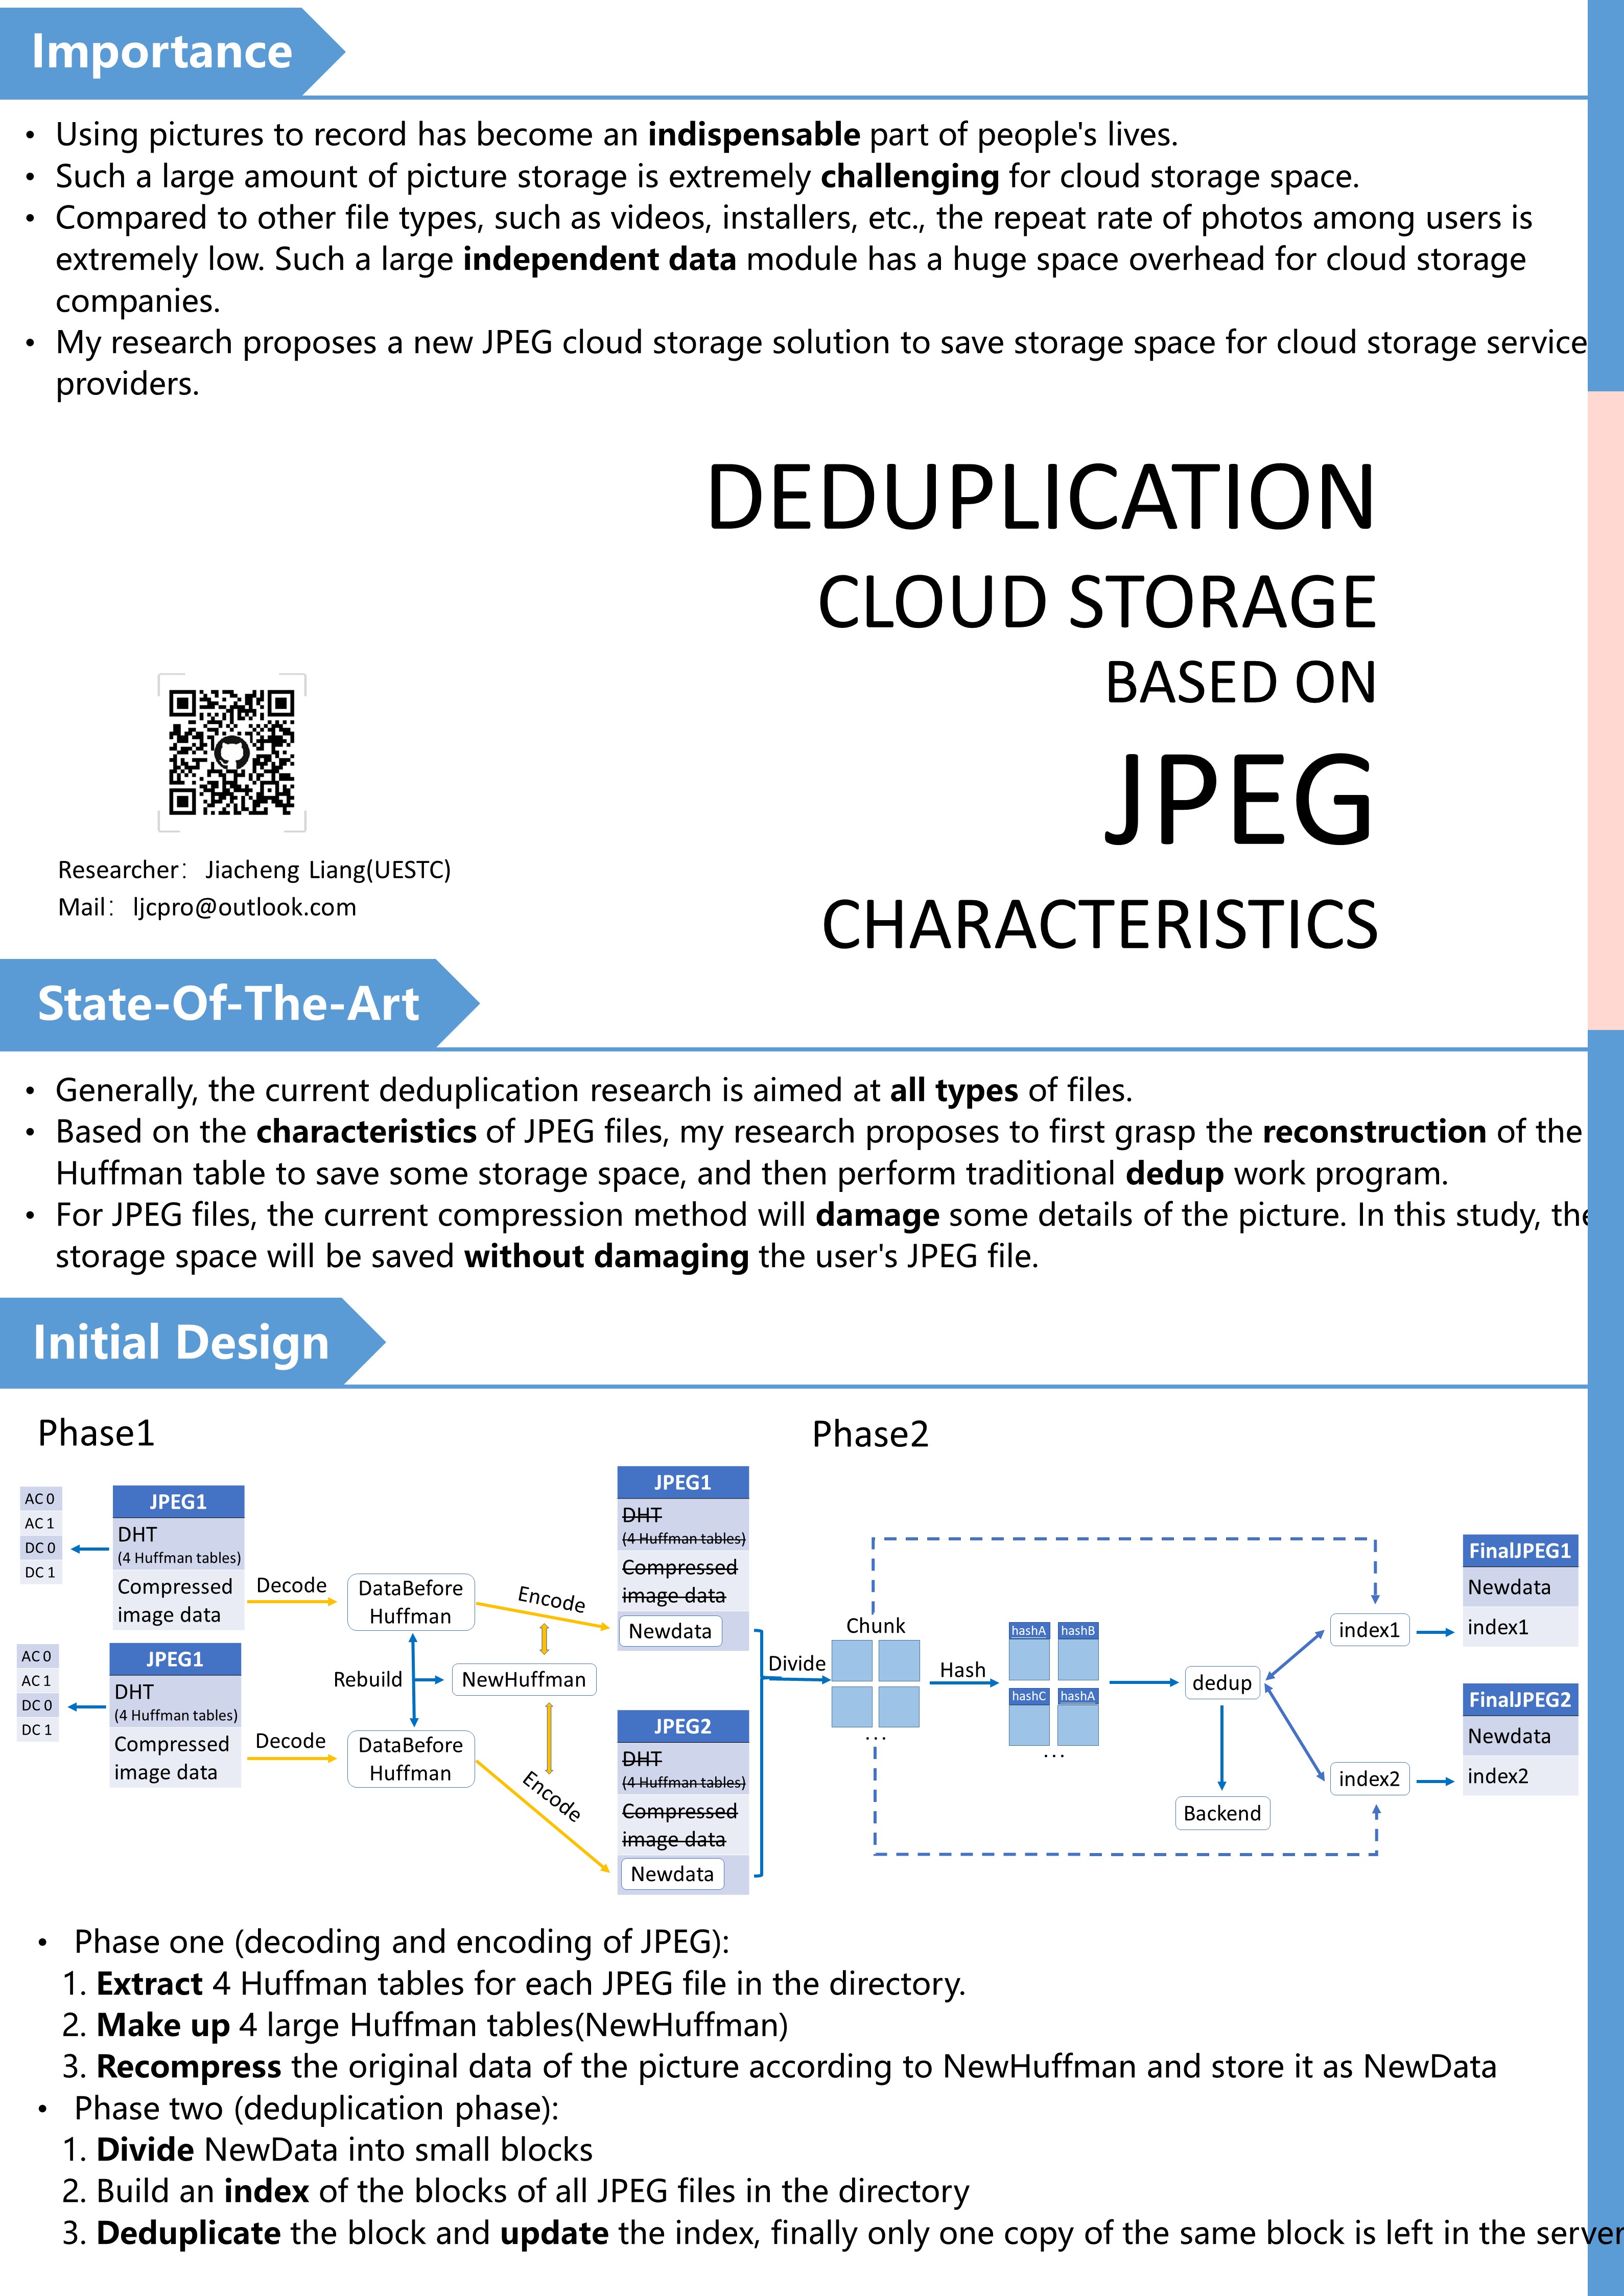 Importance
• Using pictures to record has become an indispensable part of people's lives.
• Such a large amount of picture storage is extremely challenging for cloud storage space.
• Compared to other file types, such as videos, installers, etc., the repeat rate of photos among users is
extremely low. Such a large independent data module has a huge space overhead for cloud storage
companies.
• My research proposes a new JPEG cloud storage solution to save storage space for cloud storage service
providers.
DEDUPLICATION
CLOUD STORAGE
BASED ON
JPEG
CHARACTERISTICS
Researcher： Jiacheng Liang(UESTC)
Mail： ljcpro@outlook.com
State-Of-The-Art
• Generally, the current deduplication research is aimed at all types of files.
• Based on the characteristics of JPEG files, my research proposes to first grasp the reconstruction of the
Huffman table to save some storage space, and then perform traditional dedup work program.
• For JPEG files, the current compression method will damage some details of the picture. In this study, the
storage space will be saved without damaging the user's JPEG file.
Initial Design
Phase1
AC 0
AC 1
DC 0
DC 1
JPEG1
DHT
(4 Huffman tables)
Compressed
image data
Decode
DataBefore
Huffman
Encode
AC 0
AC 1
DC 0
DC 1
JPEG1
DHT
(4 Huffman tables)
Compressed
image data
Decode
DataBefore
Huffman
Encode
Rebuild
NewHuffman
JPEG1
DHT
(4 Huffman tables)
Compressed
image data
Newdata
JPEG2
DHT
(4 Huffman tables)
Compressed
image data
Newdata
Phase2
Divide
Chunk
...
Hash
hashA
hashB
hashC
hashA
...
dedup
Backend
index1
index2
FinalJPEG1
Newdata
index1
FinalJPEG2
Newdata
index2
• Phase one (decoding and encoding of JPEG):
1. Extract 4 Huffman tables for each JPEG file in the directory.
2. Make up 4 large Huffman tables(NewHuffman)
3. Recompress the original data of the picture according to NewHuffman and store it as NewData
• Phase two (deduplication phase):
1. Divide NewData into small blocks
2. Build an index of the blocks of all JPEG files in the directory
3. Deduplicate the block and update the index, finally only one copy of the same block is left in the server